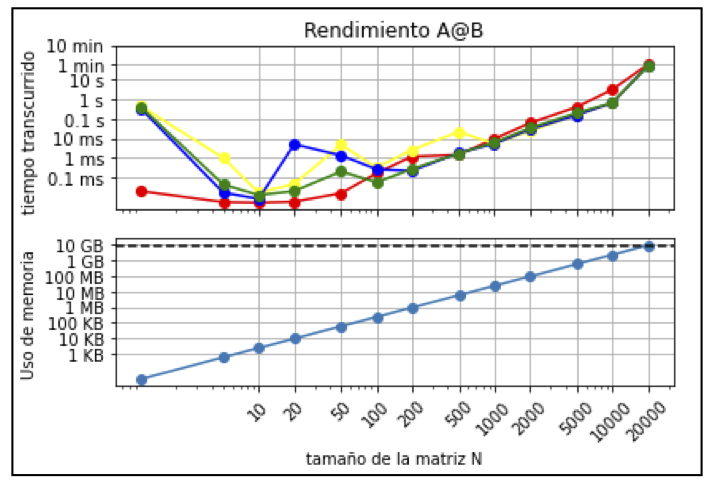 Rendimiento A@B
tiempo transcurrido
10 min
1 min
10 s
1 s
0.1 s
10 ms
1 ms
0.1 ms
Uso de memoria
10 GB
1 GB
100 MB
10 MB
1 MB
100 KB
10 KB
1 KB
10
20
50
100
200
500
1000
2000
5000
10000
20000
tamaño de la matriz N